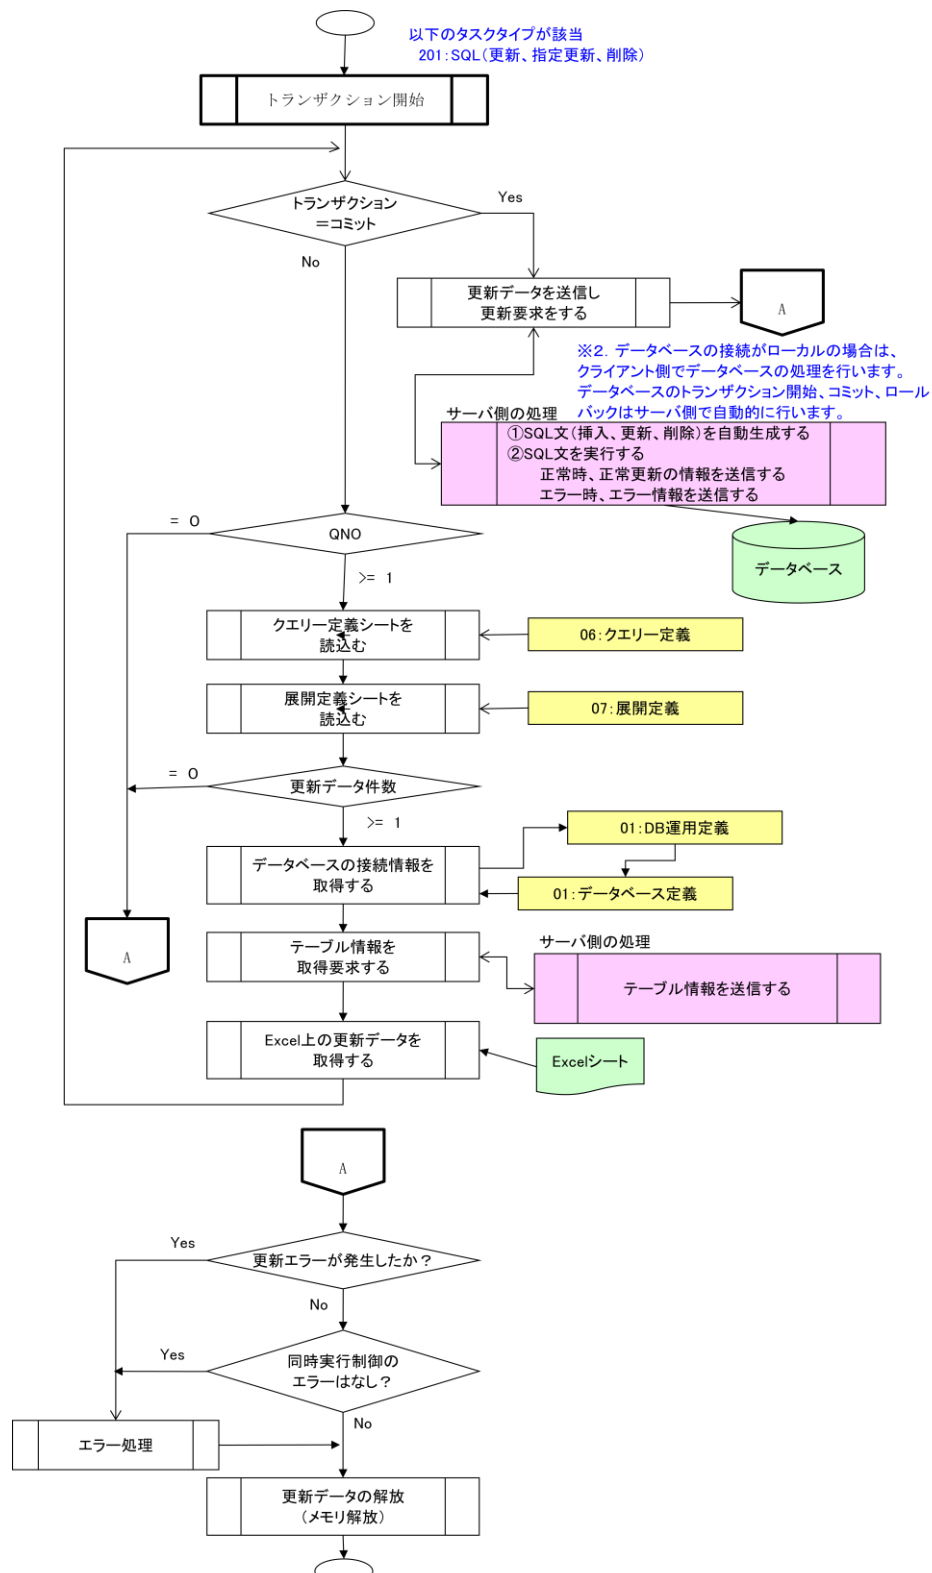 以下のタスクタイプが該当
201：SQL（更新、指定更新、削除）
トランザクション開始
トランザクション
＝コミット
Yes
No
更新データを送信し
更新要求をする
A
※2．データベースの接続がローカルの場合は、
クライアント側でデータベースの処理を行います。
データベースのトランザクション開始、コミット、ロール
バックはサーバ側で自動的に行います。
サーバ側の処理
①SQL文（挿入、更新、削除）を自動生成する
②SQL文を実行する
正常時、正常更新の情報を送信する
エラー時、エラー情報を送信する
＝ 0
QNO
データベース
>= 1
クエリー定義シートを
読込む
06：クエリー定義
展開定義シートを
読込む
07：展開定義
＝ 0
更新データ件数
>= 1
01：DB運用定義
データベースの接続情報を
取得する
01：データベース定義
A
テーブル情報を
取得要求する
サーバ側の処理
テーブル情報を送信する
Excel上の更新データを
取得する
Excelシート
A
Yes
更新エラーが発生したか？
No
Yes
同時実行制御の
エラーはなし？
No
エラー処理
更新データの解放
（メモリ解放）